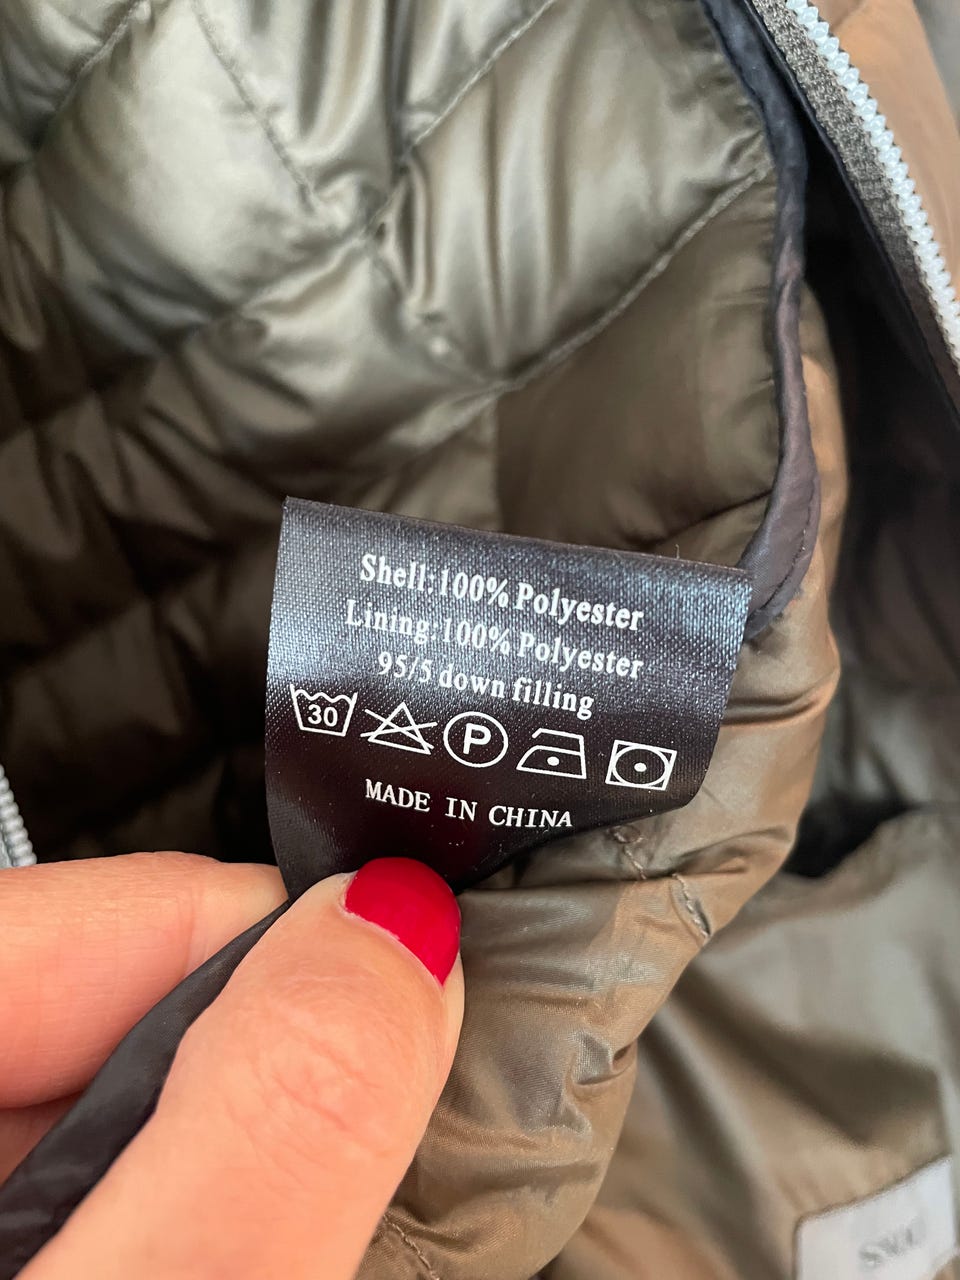 Shell:100% Polyester
Lining:100% Polyester
95/5 down filling
30 P
MADE IN CHINA